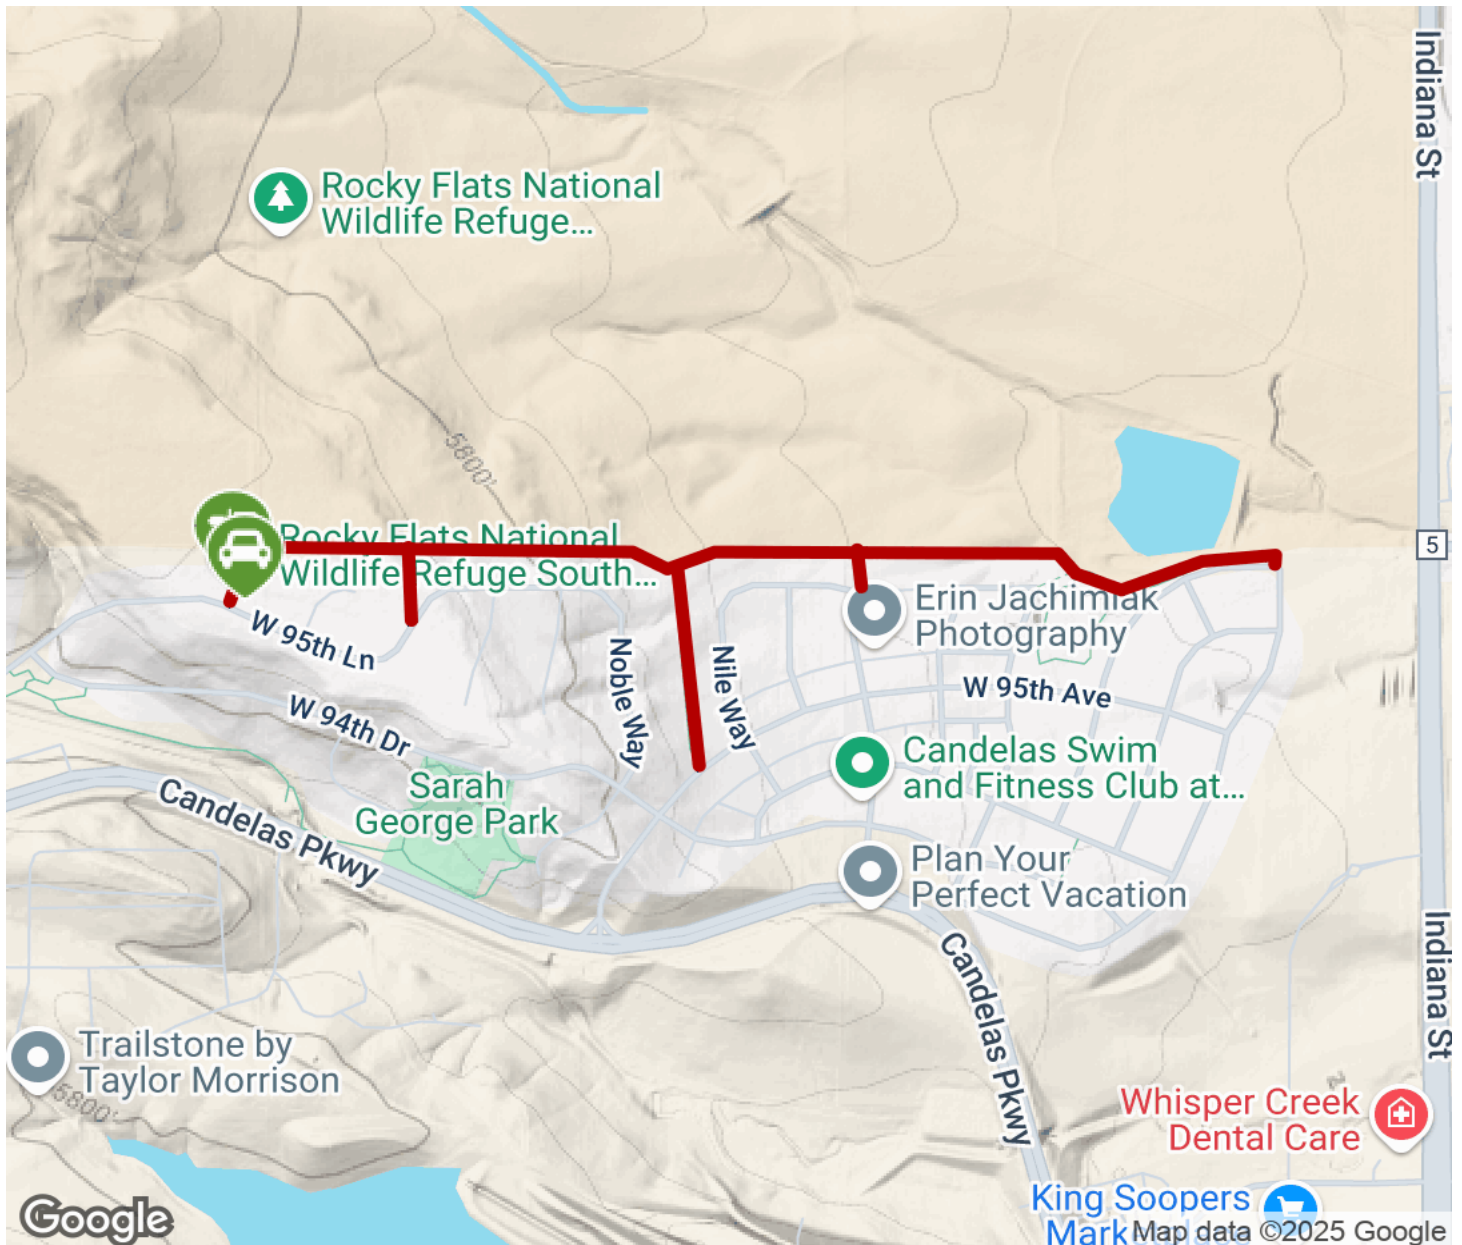 Indiana St
Rocky Flats National
Wildlife Refuge...
5800'
Rocky Flats National
Wildlife Refuge South...
5
W 95th Ln
Erin Jachimiak
Photography
Noble Way
Nile Way
W 95th Ave
W 94th Dr
Sarah
George Park
Candelas Swim
and Fitness Club at...
Candelas Pkwy
Plan Your
Perfect Vacation
Candelas Pkwy
Indiana St
Trailstone by
Taylor Morrison
5800'
Whisper Creek
Dental Care
King Soopers
Google
Map data ©2025 Google